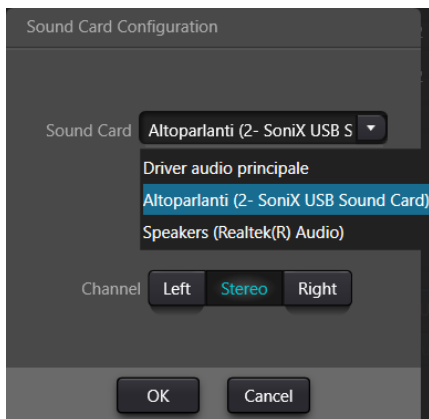 Sound Card Configuration
Sound Card Altoparlanti (2- SoniX USB S
Driver audio principale
Altoparlanti (2- SoniX USB Sound Card)
Speakers (Realtek(R) Audio)
Channel Left Stereo Right
OK Cancel